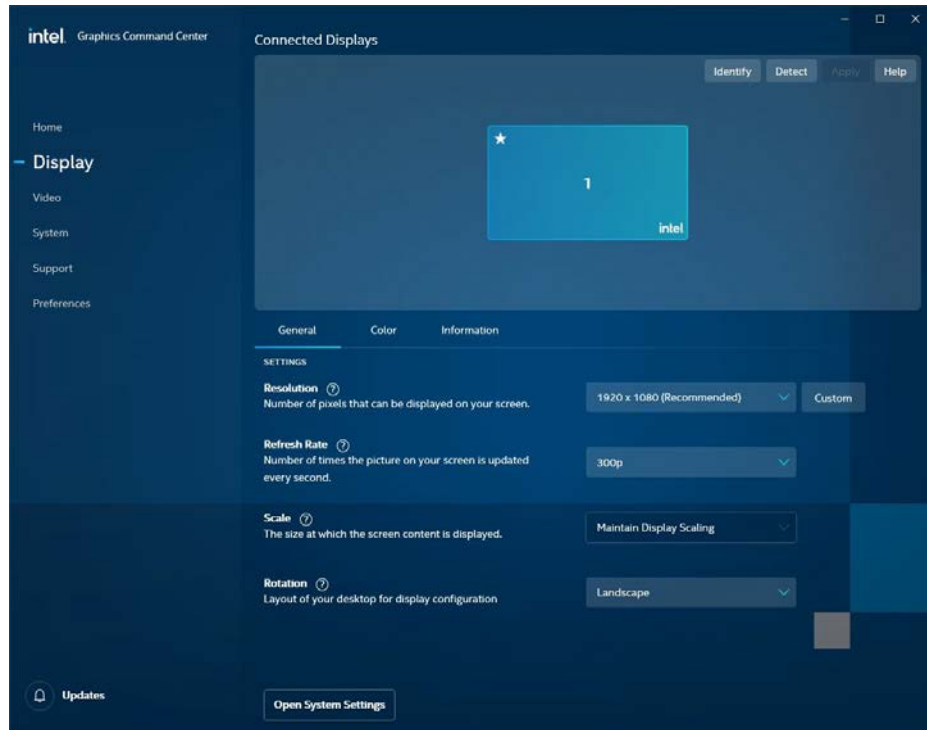 intel. Graphics Command Center
Connected Displays
Identify Detect Apply Help
Home
Display
Video
System
Support
Preferences
1
intel
General Color Information
SETTINGS
Resolution ?
Number of pixels that can be displayed on your screen.
1920 x 1080 (Recommended) Custom
Refresh Rate ?
Number of times the picture on your screen is updated
every second.
300p
Scale ?
The size at which the screen content is displayed.
Maintain Display Scaling
Rotation ?
Layout of your desktop for display configuration
Landscape
Updates
Open System Settings